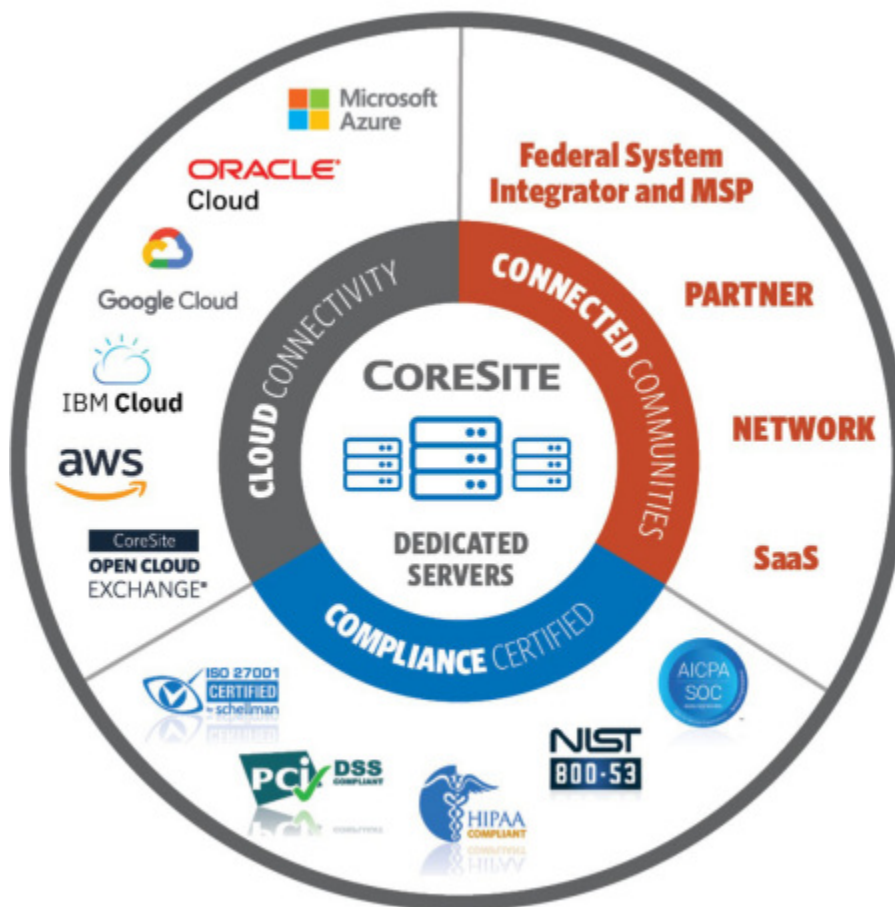 Microsoft
Azure
ORACLE®
Cloud
Google Cloud
IBM Cloud
aws
CoreSite
OPEN CLOUD
EXCHANGE®
CLOUD CONNECTIVITY
Federal System
Integrator and MSP
PARTNER
NETWORK
SaaS
CONNECTED COMMUNITIES
CORESITE
DEDICATED
SERVERS
COMPLIANCE CERTIFIED
ISO 27001
CERTIFIED
by schellman
PCi
DSS
COMPLIANT
HIPAA
COMPLIANT
NIST
800-53
AICPA
SOC